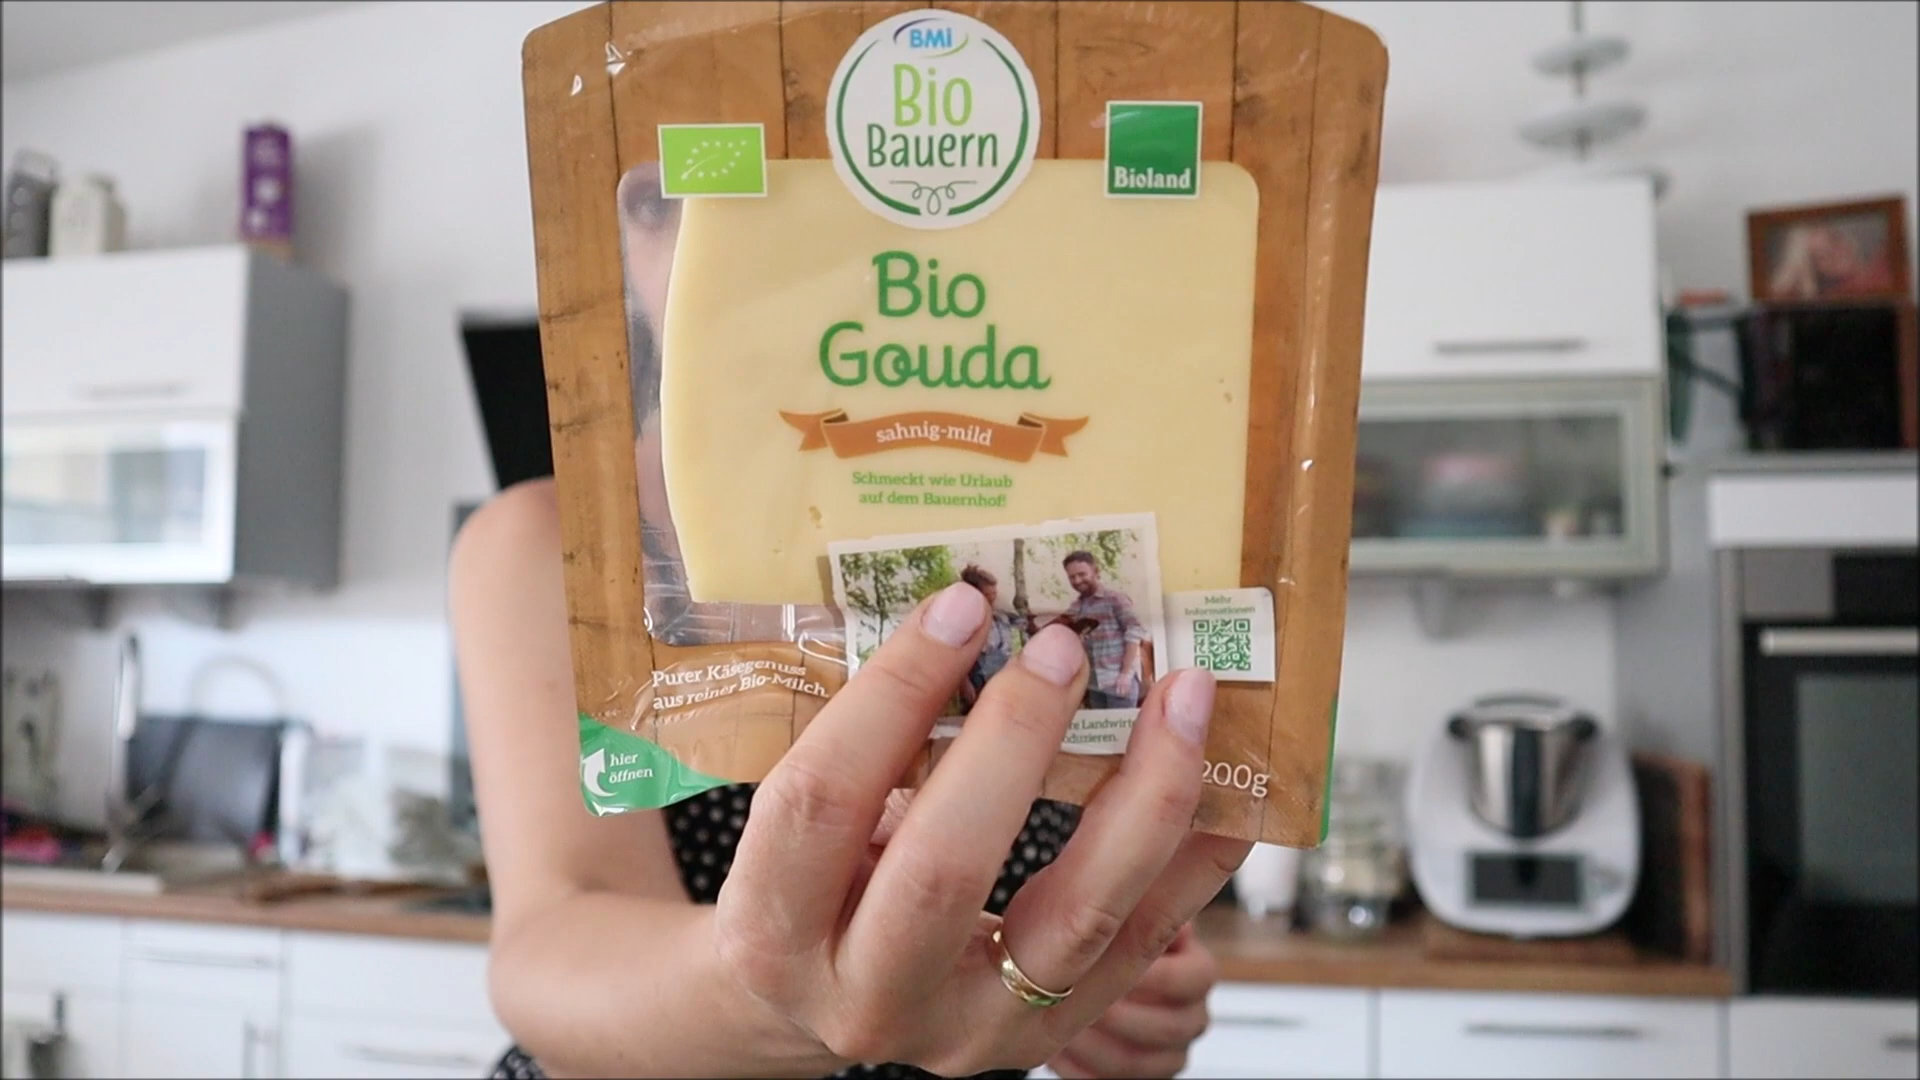 BMI
Bio
Bauern
Bioland
Bio
Gouda
sahnig-mild
Schmeckt wie Urlaub
auf dem Bauernhof!
Mehr
Informationen
Purer Käsegenuss
aus reiner Bio-Milch.
Landwirte
hier
öffnen
200g